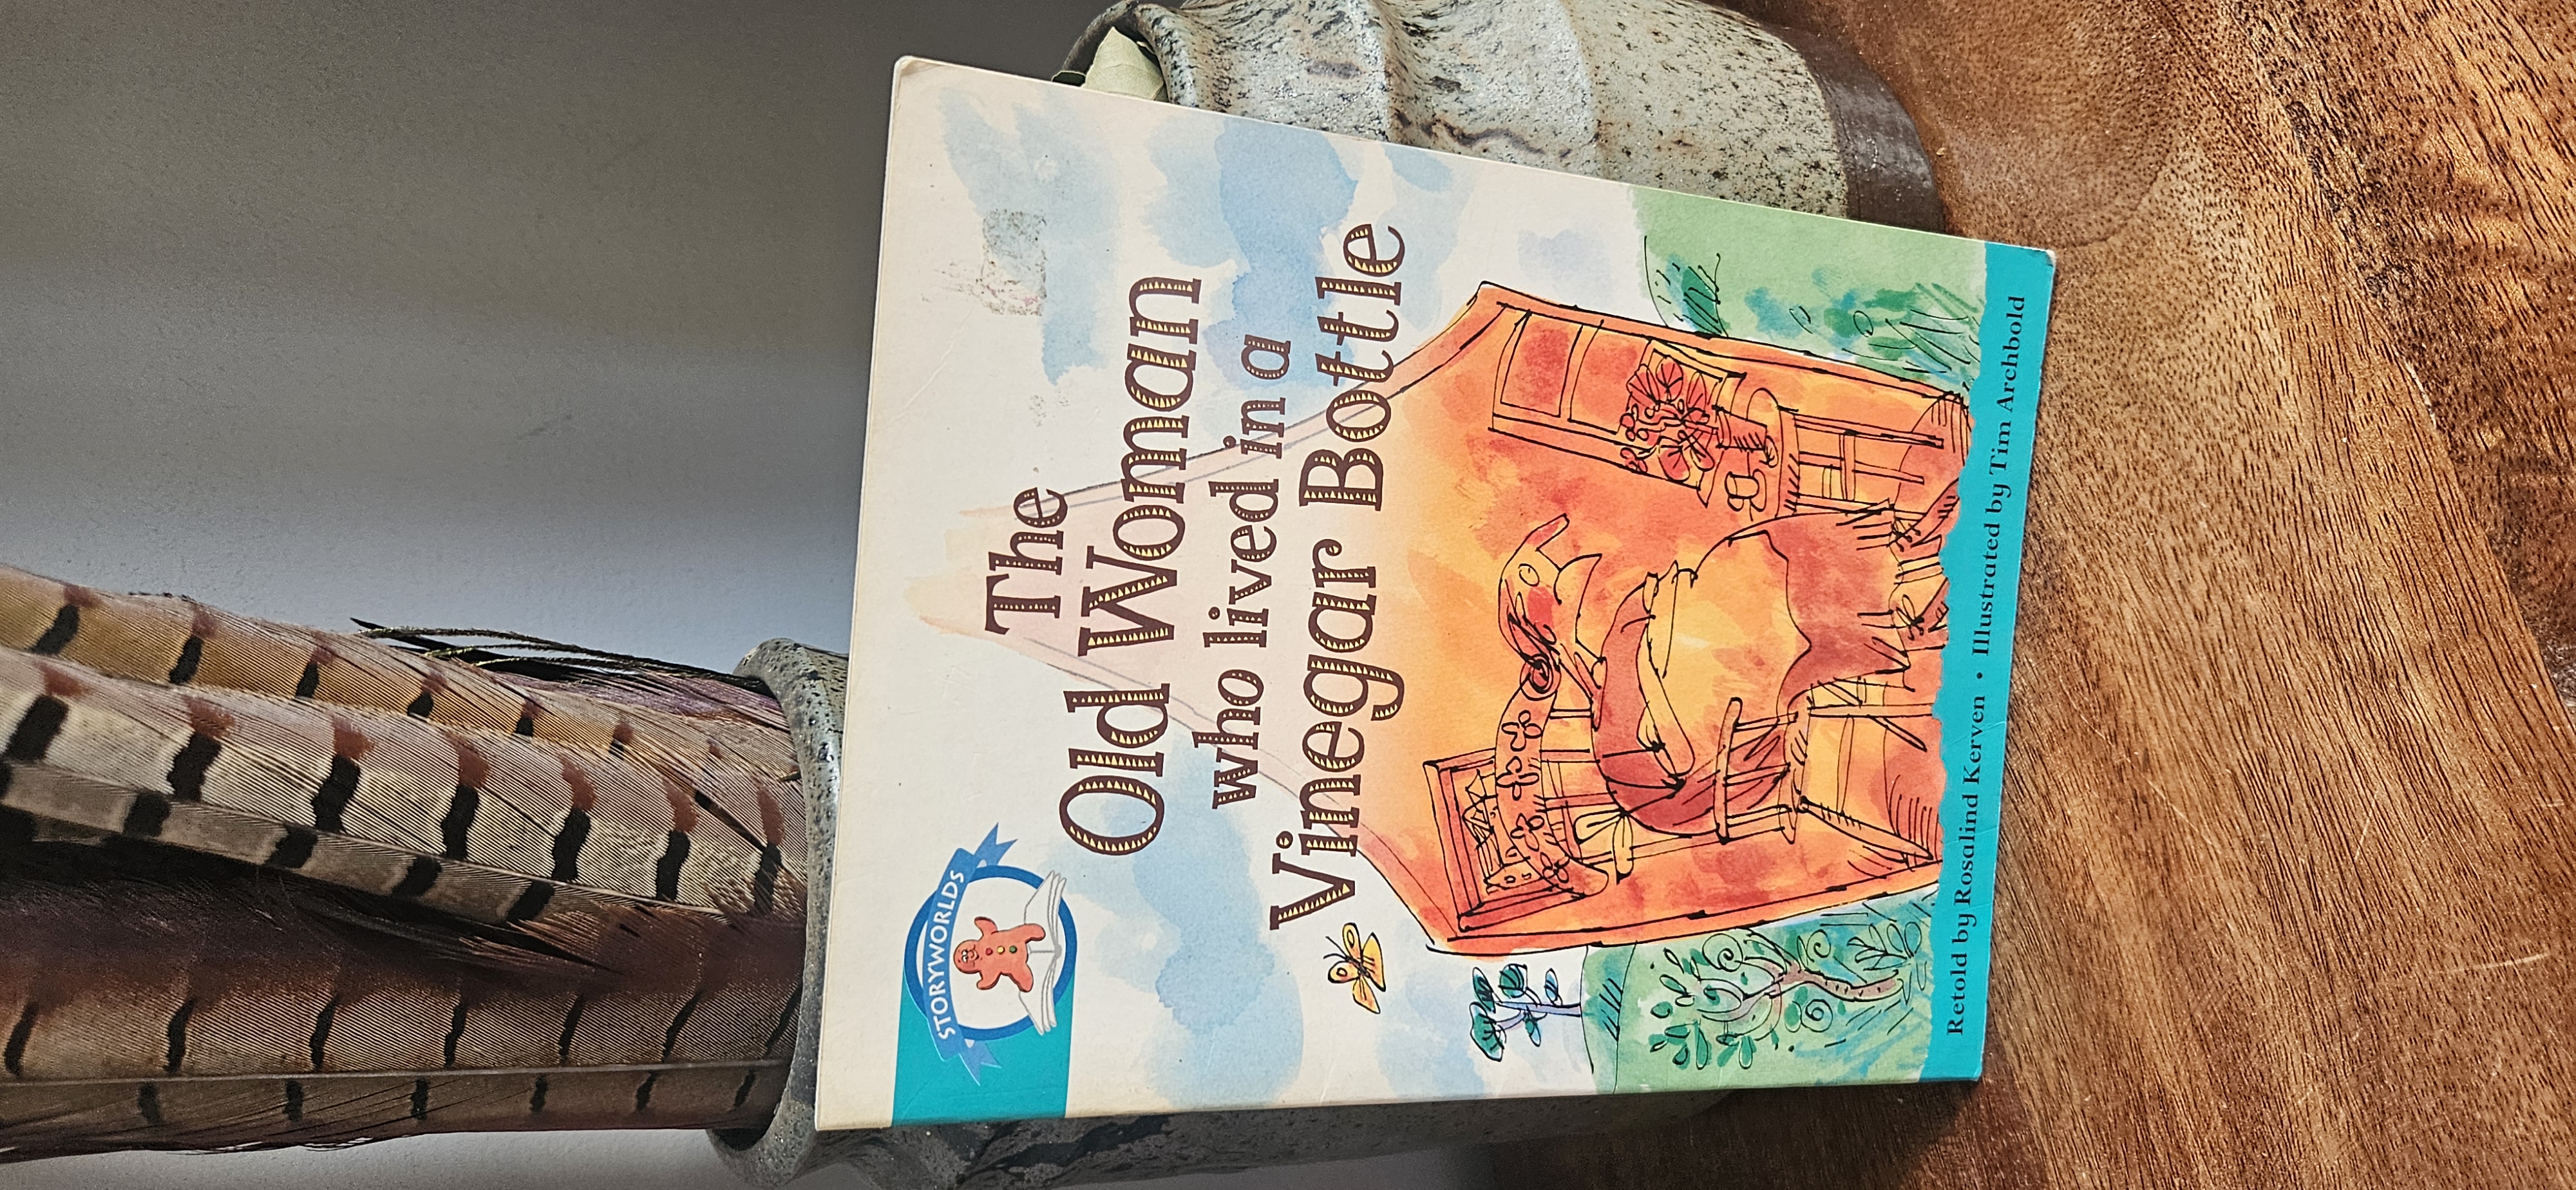 STORYWORLDS
The
Old Woman
who lived in a
Vinegar Bottle
Retold by Rosalind Kerven • Illustrated by Tim Archbold